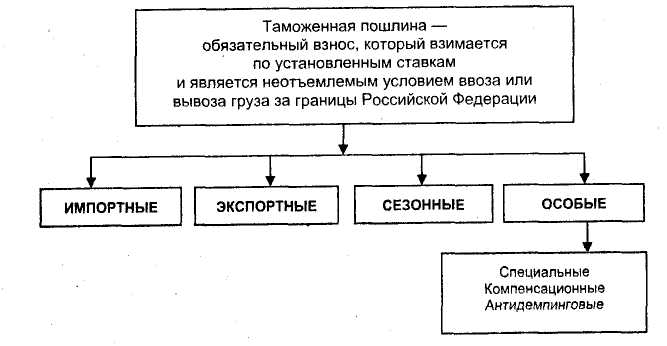 Таможенная пошлина —
обязательный взнос, который взимается
по установленным ставкам
и является неотъемлемым условием ввоза или
вывоза груза за границы Российской Федерации
ИМПОРТНЫЕ
ЭКСПОРТНЫЕ
СЕЗОННЫЕ
ОСОБЫЕ
Специальные
Компенсационные
Антидемпинговые